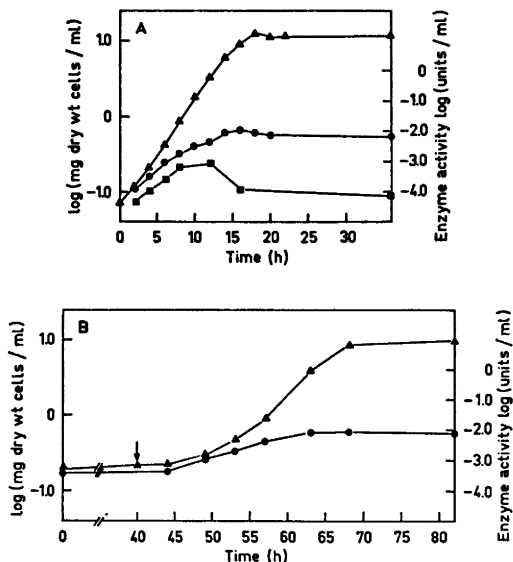 A
log (mg dry wt cells / ml)
1.0
0
-1.0
Enzyme activity log (units / ml)
0
-1.0
-2.0
-3.0
-4.0
0 5 10 15 20 25 30
Time (h)
B
log (mg dry wt cells / ml)
1.0
0
-1.0
Enzyme activity log (units / ml)
0
-1.0
-2.0
-3.0
-4.0
0 40 45 50 55 60 65 70 75 80
Time (h)